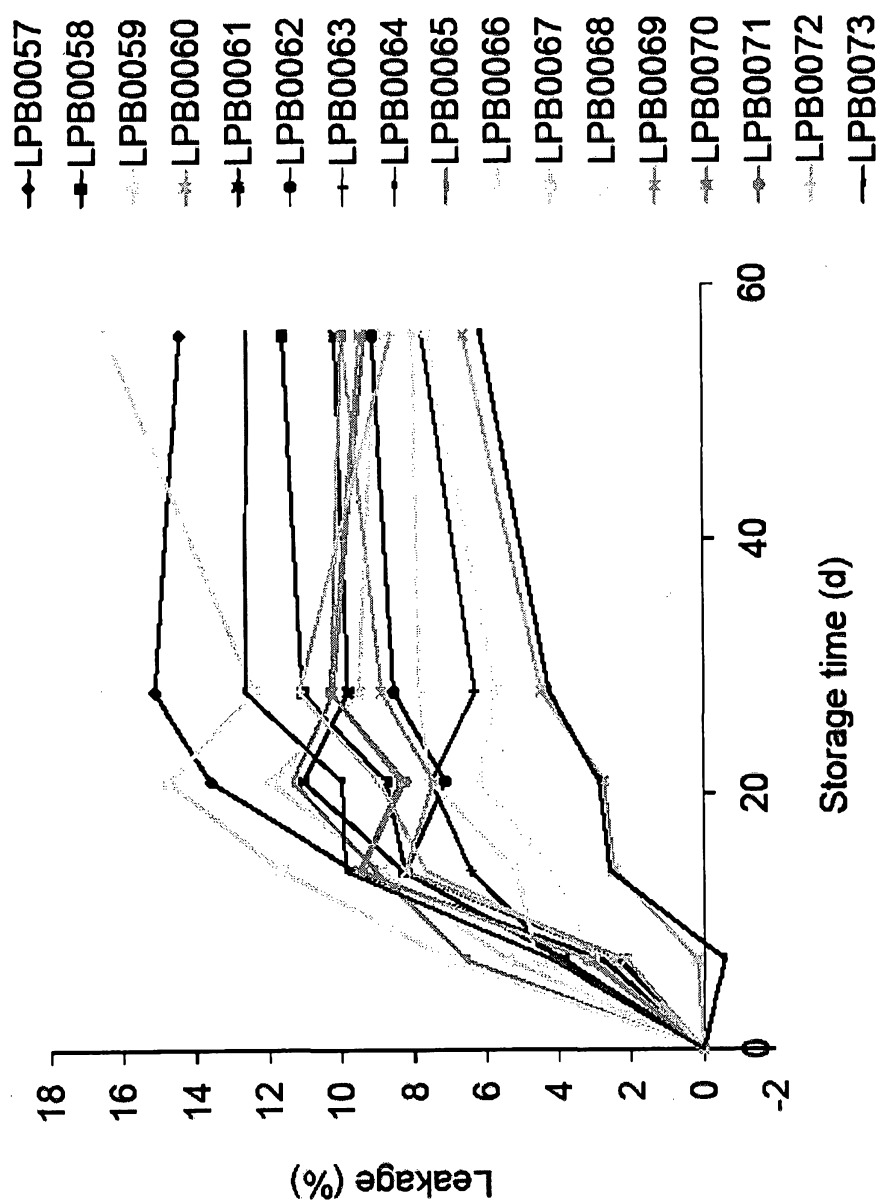 Leakage (%)
18
16
14
12
10
8
6
4
2
0
-2
0
20
40
60
Storage time (d)
LPB0057
LPB0058
LPB0059
LPB0060
LPB0061
LPB0062
LPB0063
LPB0064
LPB0065
LPB0066
LPB0067
LPB0068
LPB0069
LPB0070
LPB0071
LPB0072
LPB0073